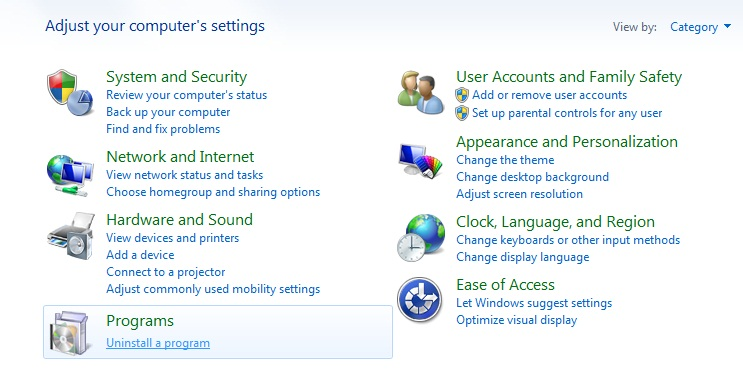 Adjust your computer's settings
View by: Category
System and Security
Review your computer's status
Back up your computer
Find and fix problems
Network and Internet
View network status and tasks
Choose homegroup and sharing options
Hardware and Sound
View devices and printers
Add a device
Connect to a projector
Adjust commonly used mobility settings
Programs
Uninstall a program
User Accounts and Family Safety
Add or remove user accounts
Set up parental controls for any user
Appearance and Personalization
Change the theme
Change desktop background
Adjust screen resolution
Clock, Language, and Region
Change keyboards or other input methods
Change display language
Ease of Access
Let Windows suggest settings
Optimize visual display